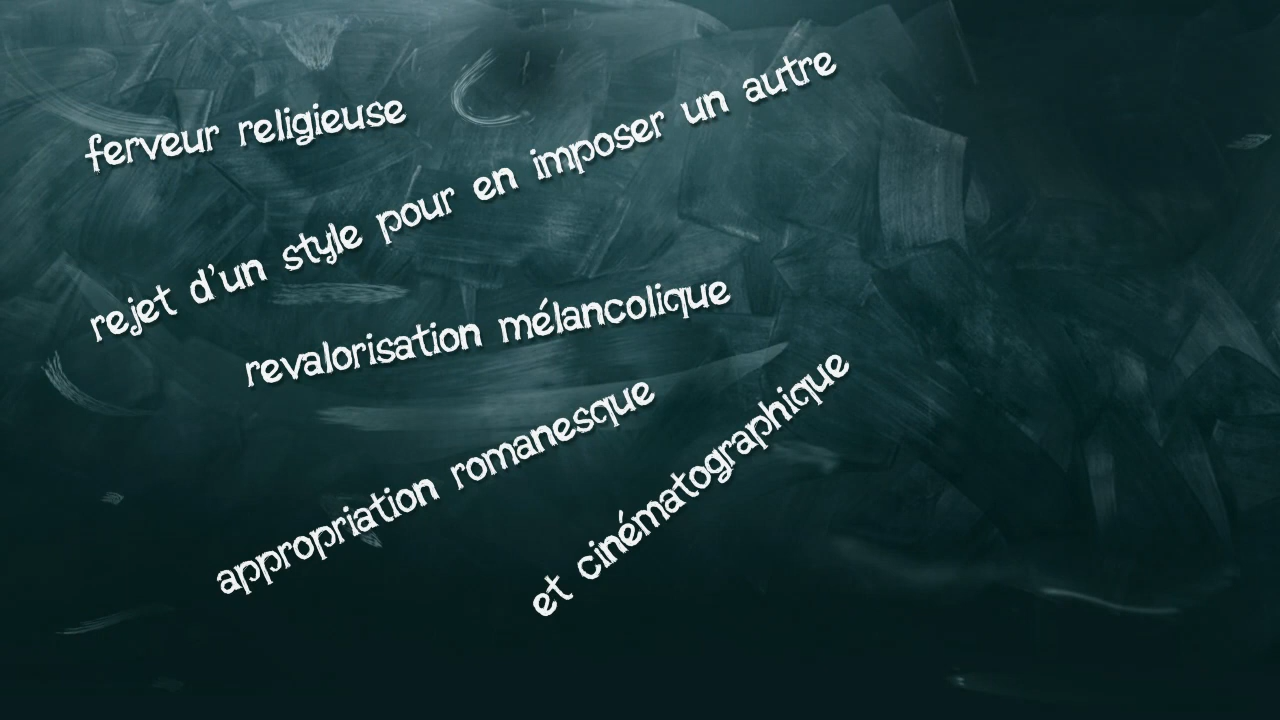 ferveur religieuse
rejet d'un style pour en imposer un autre
revalorisation mélancolique
appropriation romanesque
et cinématographique